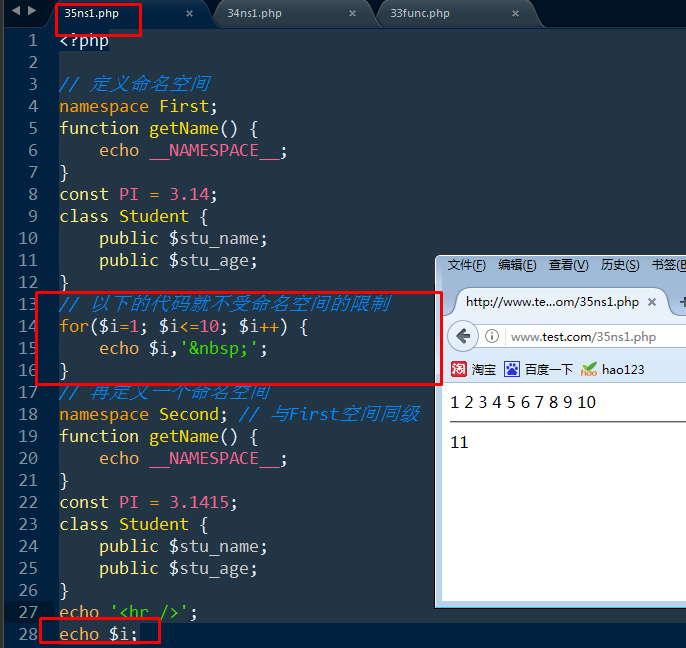 35ns1.php × 34ns1.php × 33func.php ×
1 <?php
2
3 // 定义命名空间
4 namespace First;
5 function getName() {
6     echo __NAMESPACE__;
7 }
8 const PI = 3.14;
9 class Student {
10     public $stu_name;
11     public $stu_age;
12 }
13 // 以下的代码就不受命名空间的限制
14 for($i=1; $i<=10; $i++) {
15     echo $i,'&nbsp;';
16 }
17 // 再定义一个命名空间
18 namespace Second; // 与First空间同级
19 function getName() {
20     echo __NAMESPACE__;
21 }
22 const PI = 3.1415;
23 class Student {
24     public $stu_name;
25     public $stu_age;
26 }
27 echo '<hr />';
28 echo $i;
文件(F) 编辑(E) 查看(V) 历史(S) 书签(B
http://www.te...om/35ns1.php × +
www.test.com/35ns1.php
淘 淘宝 百度一下 hao hao123
1 2 3 4 5 6 7 8 9 10
11